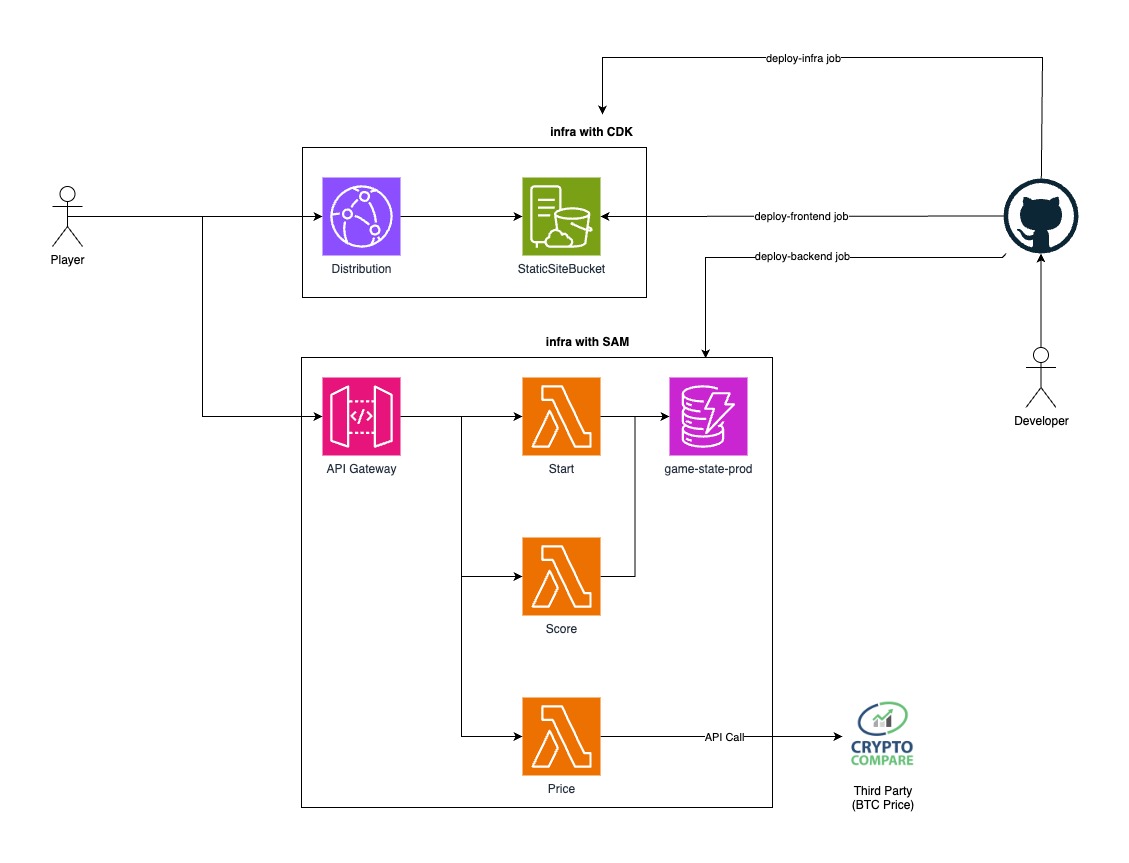 deploy-infra job
infra with CDK
Player
Distribution
StaticSiteBucket
deploy-frontend job
deploy-backend job
infra with SAM
API Gateway
</>
Start
game-state-prod
Developer
Score
Price
API Call
CRYPTO
COMPARE
Third Party
(BTC Price)